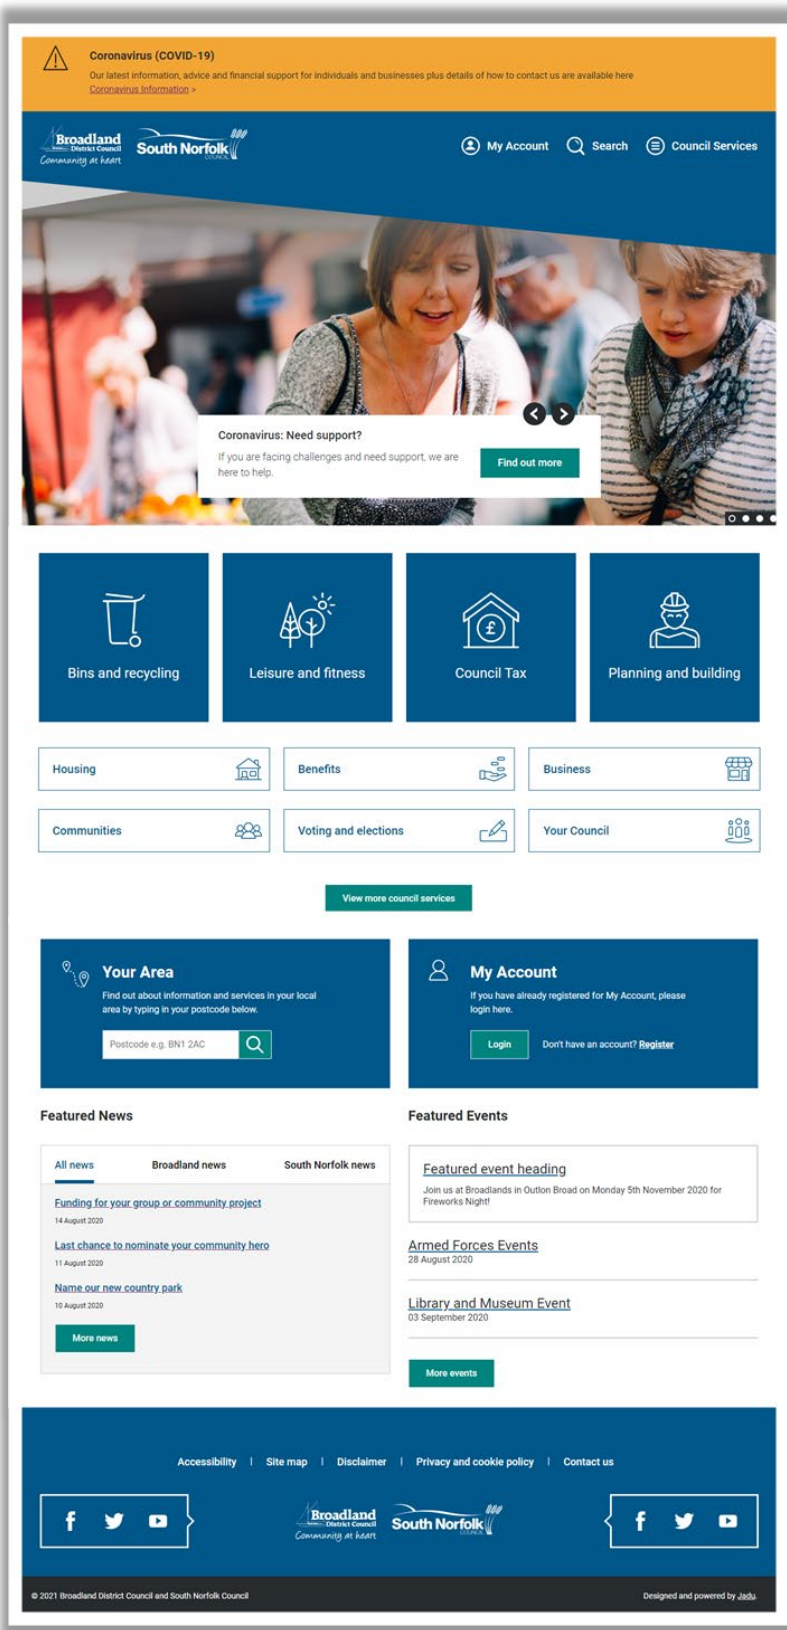 Coronavirus (COVID-19)
Our latest information, advice and financial support for individuals and businesses plus details of how to contact us are available here
Coronavirus Information >
Broadland
District Council
Community at heart
South Norfolk
COUNCIL
My Account
Search
Council Services
Coronavirus: Need support?
If you are facing challenges and need support, we are
here to help.
Find out more
Bins and recycling
Leisure and fitness
Council Tax
Planning and building
Housing
Benefits
Business
Communities
Voting and elections
Your Council
View more council services
Your Area
Find out about information and services in your local
area by typing in your postcode below.
Postcode e.g. BN1 2AC
My Account
If you have already registered for My Account, please
login here.
Login
Don't have an account? Register
Featured News
All news
Broadland news
South Norfolk news
Funding for your group or community project
14 August 2020
Last chance to nominate your community hero
11 August 2020
Name our new country park
10 August 2020
More news
Featured Events
Featured event heading
Join us at Broadlands in Outlon Broad on Monday 5th November 2020 for
Fireworks Night!
Armed Forces Events
28 August 2020
Library and Museum Event
03 September 2020
More events
Accessibility | Site map | Disclaimer | Privacy and cookie policy | Contact us
Broadland
District Council
Community at heart
South Norfolk
COUNCIL
© 2021 Broadland District Council and South Norfolk Council
Designed and powered by Jadu.